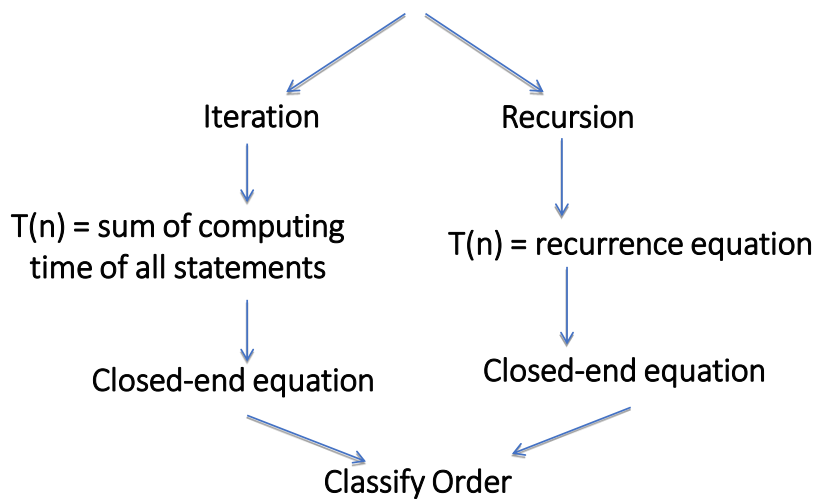 Iteration
Recursion
T(n) = sum of computing
time of all statements
T(n) = recurrence equation
Closed-end equation
Closed-end equation
Classify Order